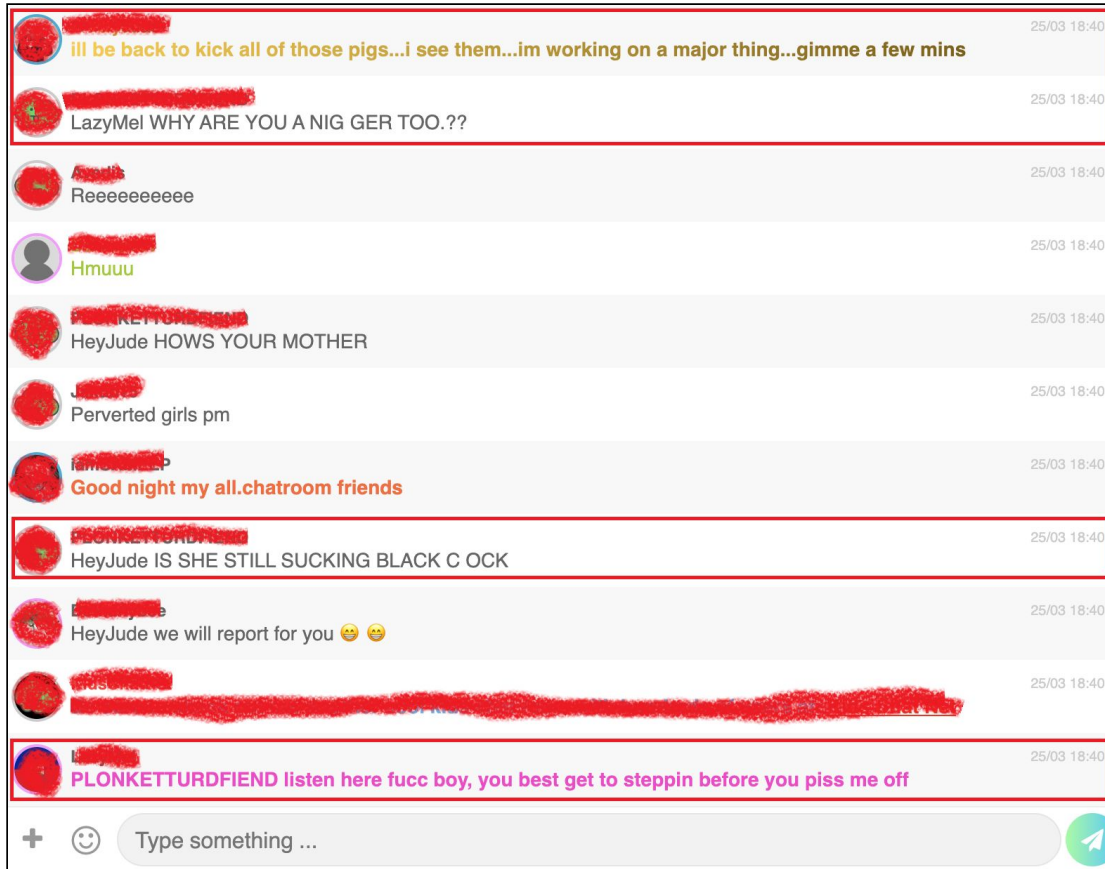 25/03 18:40
ill be back to kick all of those pigs...i see them...im working on a major thing...gimme a few mins
25/03 18:40
LazyMel WHY ARE YOU A NIG GER TOO.??
25/03 18:40
Reeeeeeeeeee
25/03 18:40
Hmuuu
25/03 18:40
HeyJude HOWS YOUR MOTHER
25/03 18:40
Perverted girls pm
25/03 18:40
Good night my all.chatroom friends
25/03 18:40
HeyJude IS SHE STILL SUCKING BLACK C OCK
25/03 18:40
HeyJude we will report for you 😁 😁
25/03 18:40
25/03 18:40
PLONKETTURDFIEND listen here fucc boy, you best get to steppin before you piss me off
Type something ...